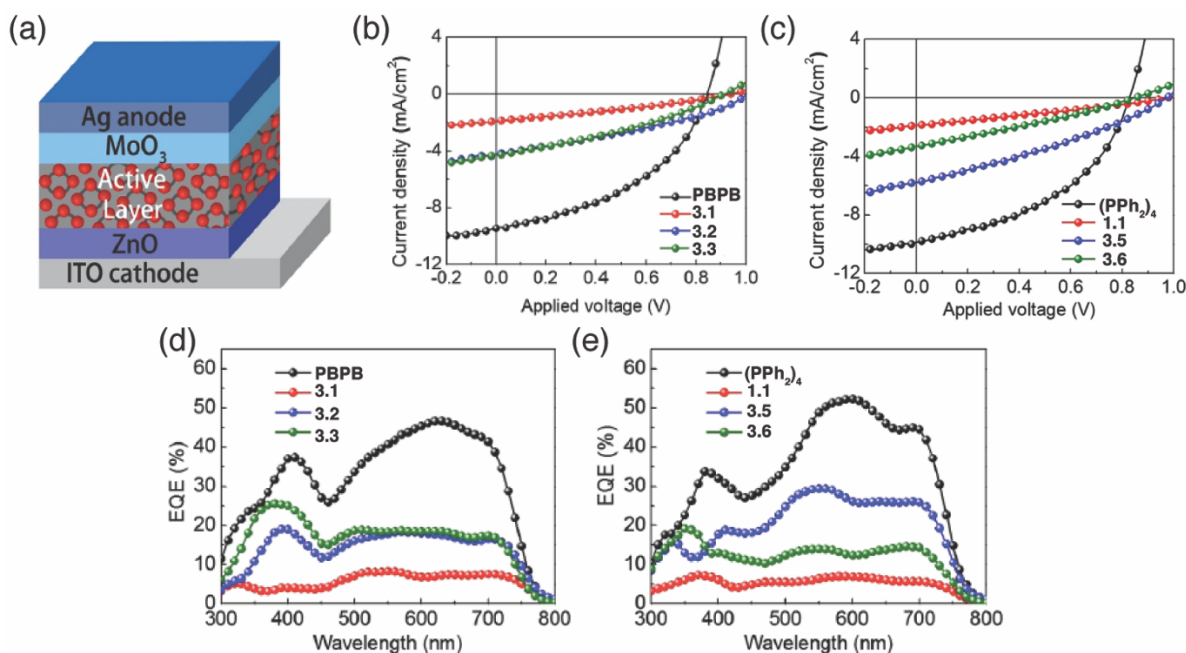 (a)
Ag anode
MoO₃
Active
Layer
ZnO
ITO cathode
(b)
4
0
-4
-8
-12
Current density (mA/cm²)
PBPB
3.1
3.2
3.3
-0.2 0.0 0.2 0.4 0.6 0.8 1.0
Applied voltage (V)
(c)
4
0
-4
-8
-12
Current density (mA/cm²)
(PPh₂)₄
1.1
3.5
3.6
-0.2 0.0 0.2 0.4 0.6 0.8 1.0
Applied voltage (V)
(d)
60
50
40
30
20
10
0
EQE (%)
PBPB
3.1
3.2
3.3
300 400 500 600 700 800
Wavelength (nm)
(e)
60
50
40
30
20
10
0
EQE (%)
(PPh₂)₄
1.1
3.5
3.6
300 400 500 600 700 800
Wavelength (nm)